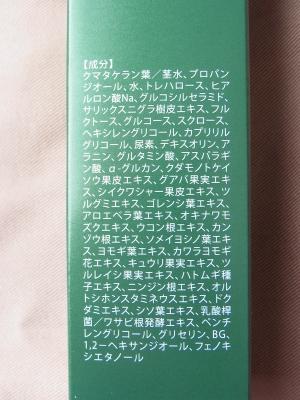 【成分】
クマタケラン葉／茎水、プロパン
ジオール、水、トレハロース、ヒア
ルロン酸Na、グルコシルセラミド、
サリックスニグラ樹皮エキス、フル
クトース、グルコース、スクロース、
ヘキシレングリコール、カプリリル
グリコール、尿素、デキストリン、ア
ラニン、グルタミン酸、アスパラギ
ン酸、α-グルカン、クダモノトケイ
ソウ果皮エキス、グアバ果実エキ
ス、シイクワシャー果皮エキス、ツ
ルグミエキス、ゴレンシ葉エキス、
アロエベラ葉エキス、オキナワモ
ズクエキス、ウコン根エキス、カン
ゾウ根エキス、ソメイヨシノ葉エキ
ス、ヨモギ葉エキス、カワラヨモギ
花エキス、キュウリ果実エキス、ツ
ルレイシ果実エキス、ハトムギ種
子エキス、ニンジン根エキス、オル
トシホンスタミネウスエキス、ドク
ダミエキス、シソ葉エキス、乳酸桿
菌／ワサビ根発酵エキス、ペンチ
レングリコール、グリセリン、BG、
1,2－ヘキサンジオール、フェノキ
シエタノール